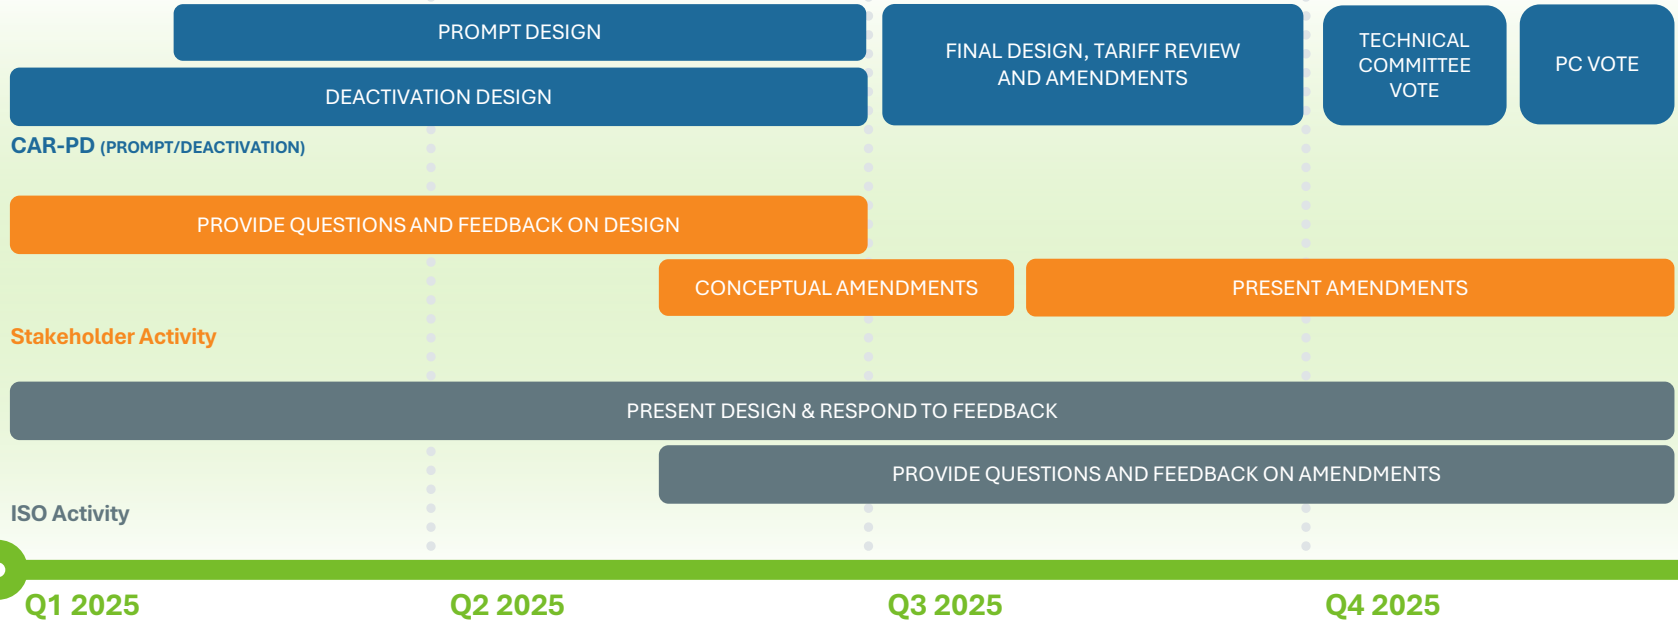 PROMPT DESIGN
DEACTIVATION DESIGN
FINAL DESIGN, TARIFF REVIEW
AND AMENDMENTS
TECHNICAL
COMMITTEE
VOTE
PC VOTE
CAR-PD (PROMPT/DEACTIVATION)
PROVIDE QUESTIONS AND FEEDBACK ON DESIGN
CONCEPTUAL AMENDMENTS
PRESENT AMENDMENTS
Stakeholder Activity
PRESENT DESIGN & RESPOND TO FEEDBACK
PROVIDE QUESTIONS AND FEEDBACK ON AMENDMENTS
ISO Activity
Q1 2025
Q2 2025
Q3 2025
Q4 2025